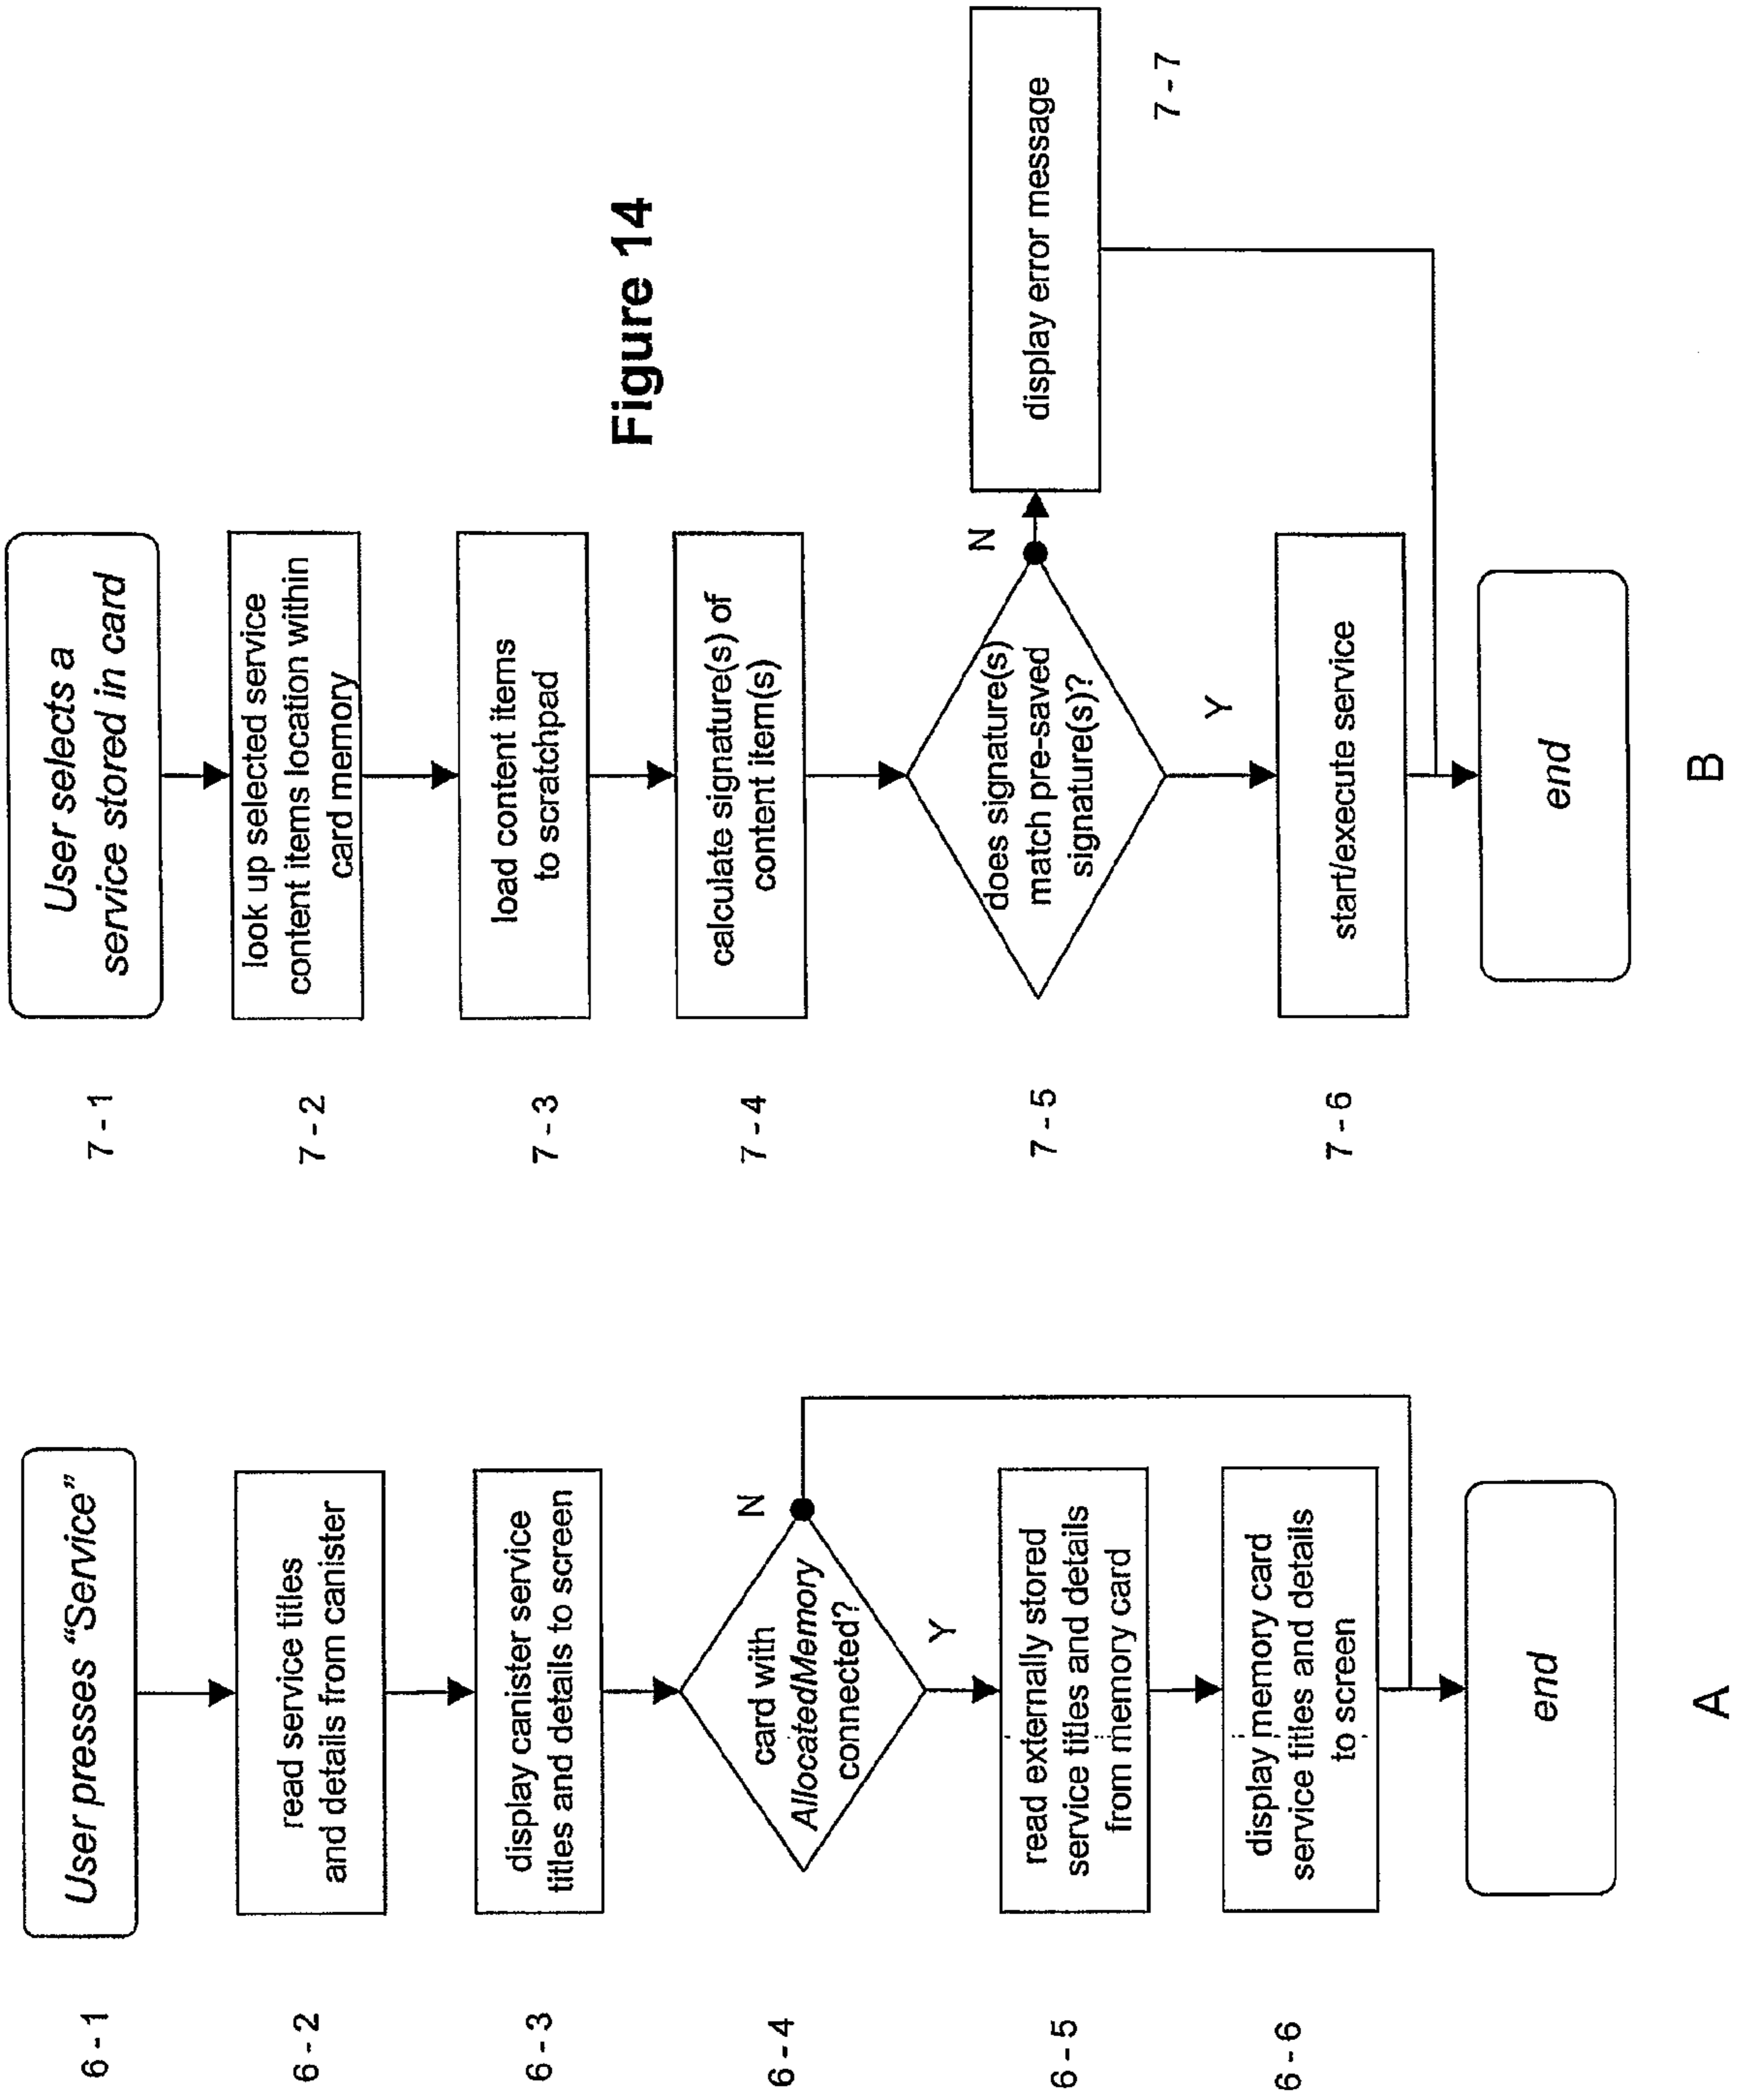 6 - 1
User presses “Service”
6 - 2
read service titles
and details from canister
6 - 3
display canister service
titles and details to screen
6 - 4
card with
AllocatedMemory
connected?
N
Y
6 - 5
read externally stored
service titles and details
from memory card
6 - 6
display memory card
service titles and details
to screen
end
A
7 - 1
User selects a
service stored in card
7 - 2
look up selected service
content items location within
card memory
7 - 3
load content items
to scratchpad
7 - 4
calculate signature(s) of
content item(s)
7 - 5
does signature(s)
match pre-saved
signature(s)?
N
Y
display error message
7 - 7
7 - 6
start/execute service
end
B
Figure 14